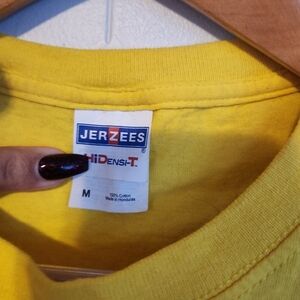 JERZEES
®
HiDENSI-T.
M
100% Cotton
Made in Honduras